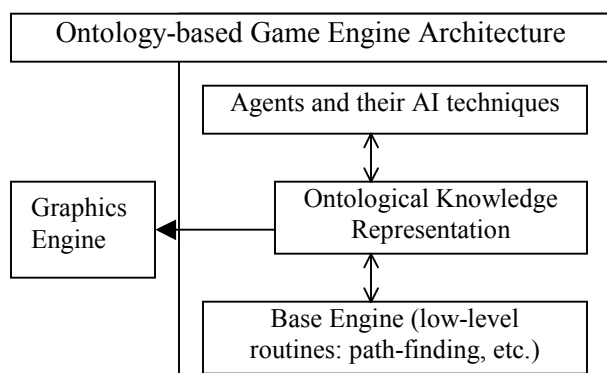 Ontology-based Game Engine Architecture
Agents and their AI techniques
Graphics
Engine
Ontological Knowledge
Representation
Base Engine (low-level
routines: path-finding, etc.)